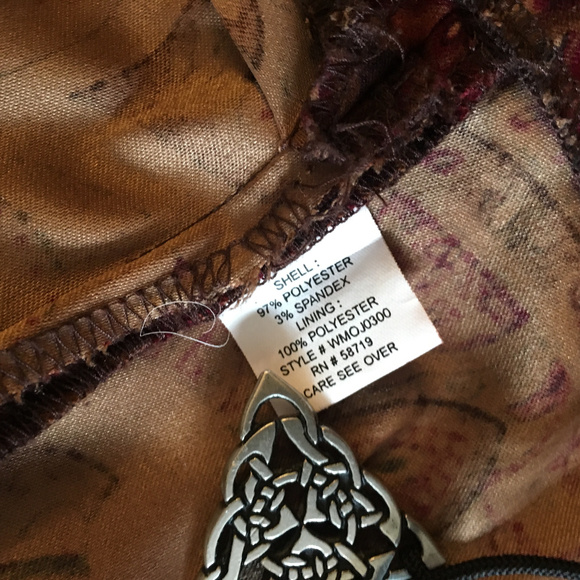 SHELL :
97% POLYESTER
3% SPANDEX
LINING :
100% POLYESTER
STYLE # WMOJ0300
RN # 58719
CARE SEE OVER